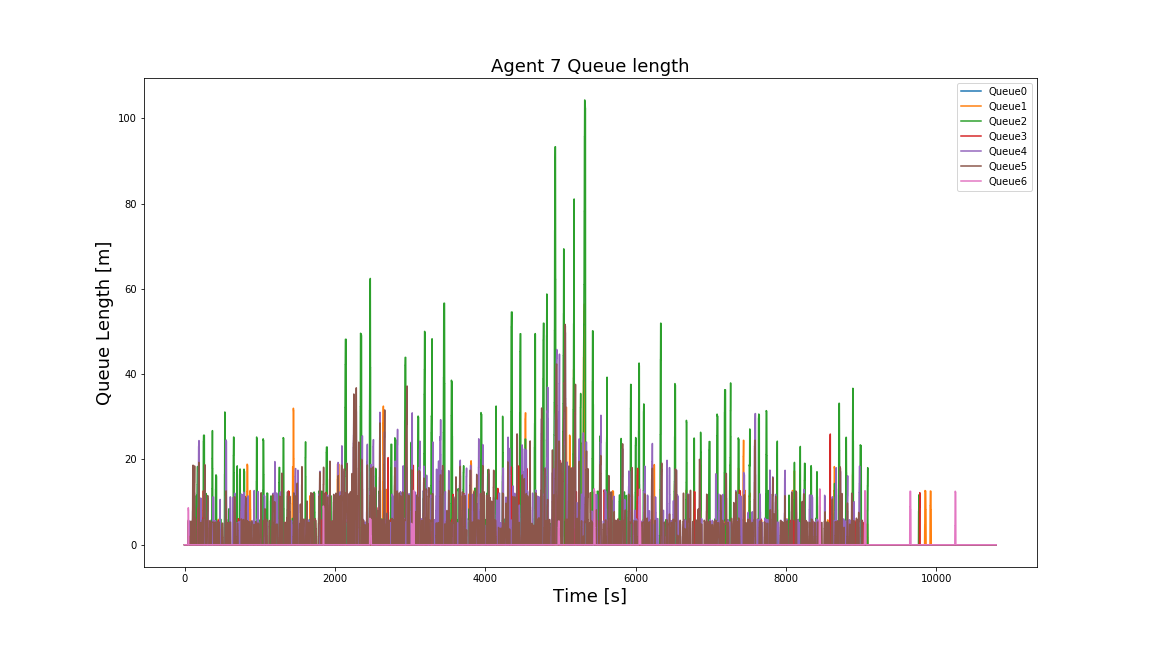 Agent 7 Queue length
Queue0
Queue1
Queue2
Queue3
Queue4
Queue5
Queue6
100
80
60
40
20
0
Queue Length [m]
0 2000 4000 6000 8000 10000
Time [s]